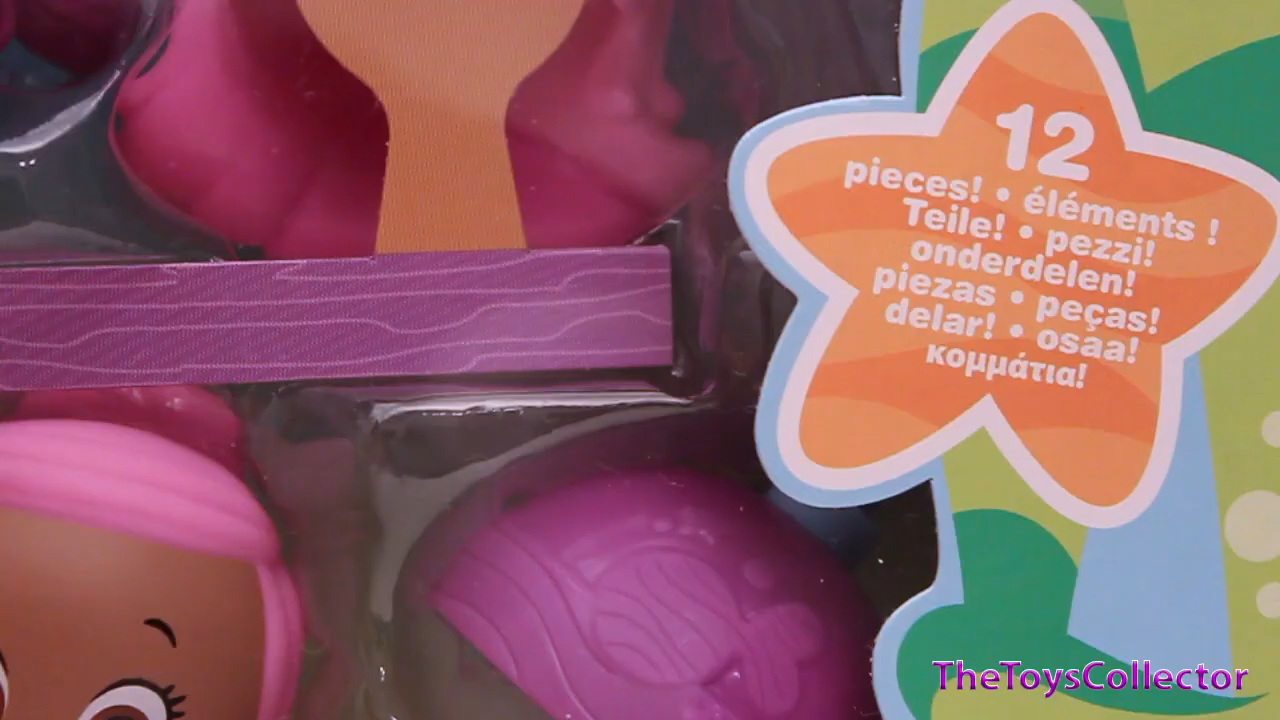 12
pieces! • éléments !
Teile! • pezzi!
onderdelen!
piezas • peças!
delar! • osaa!
κομμάτια!
TheToysCollector